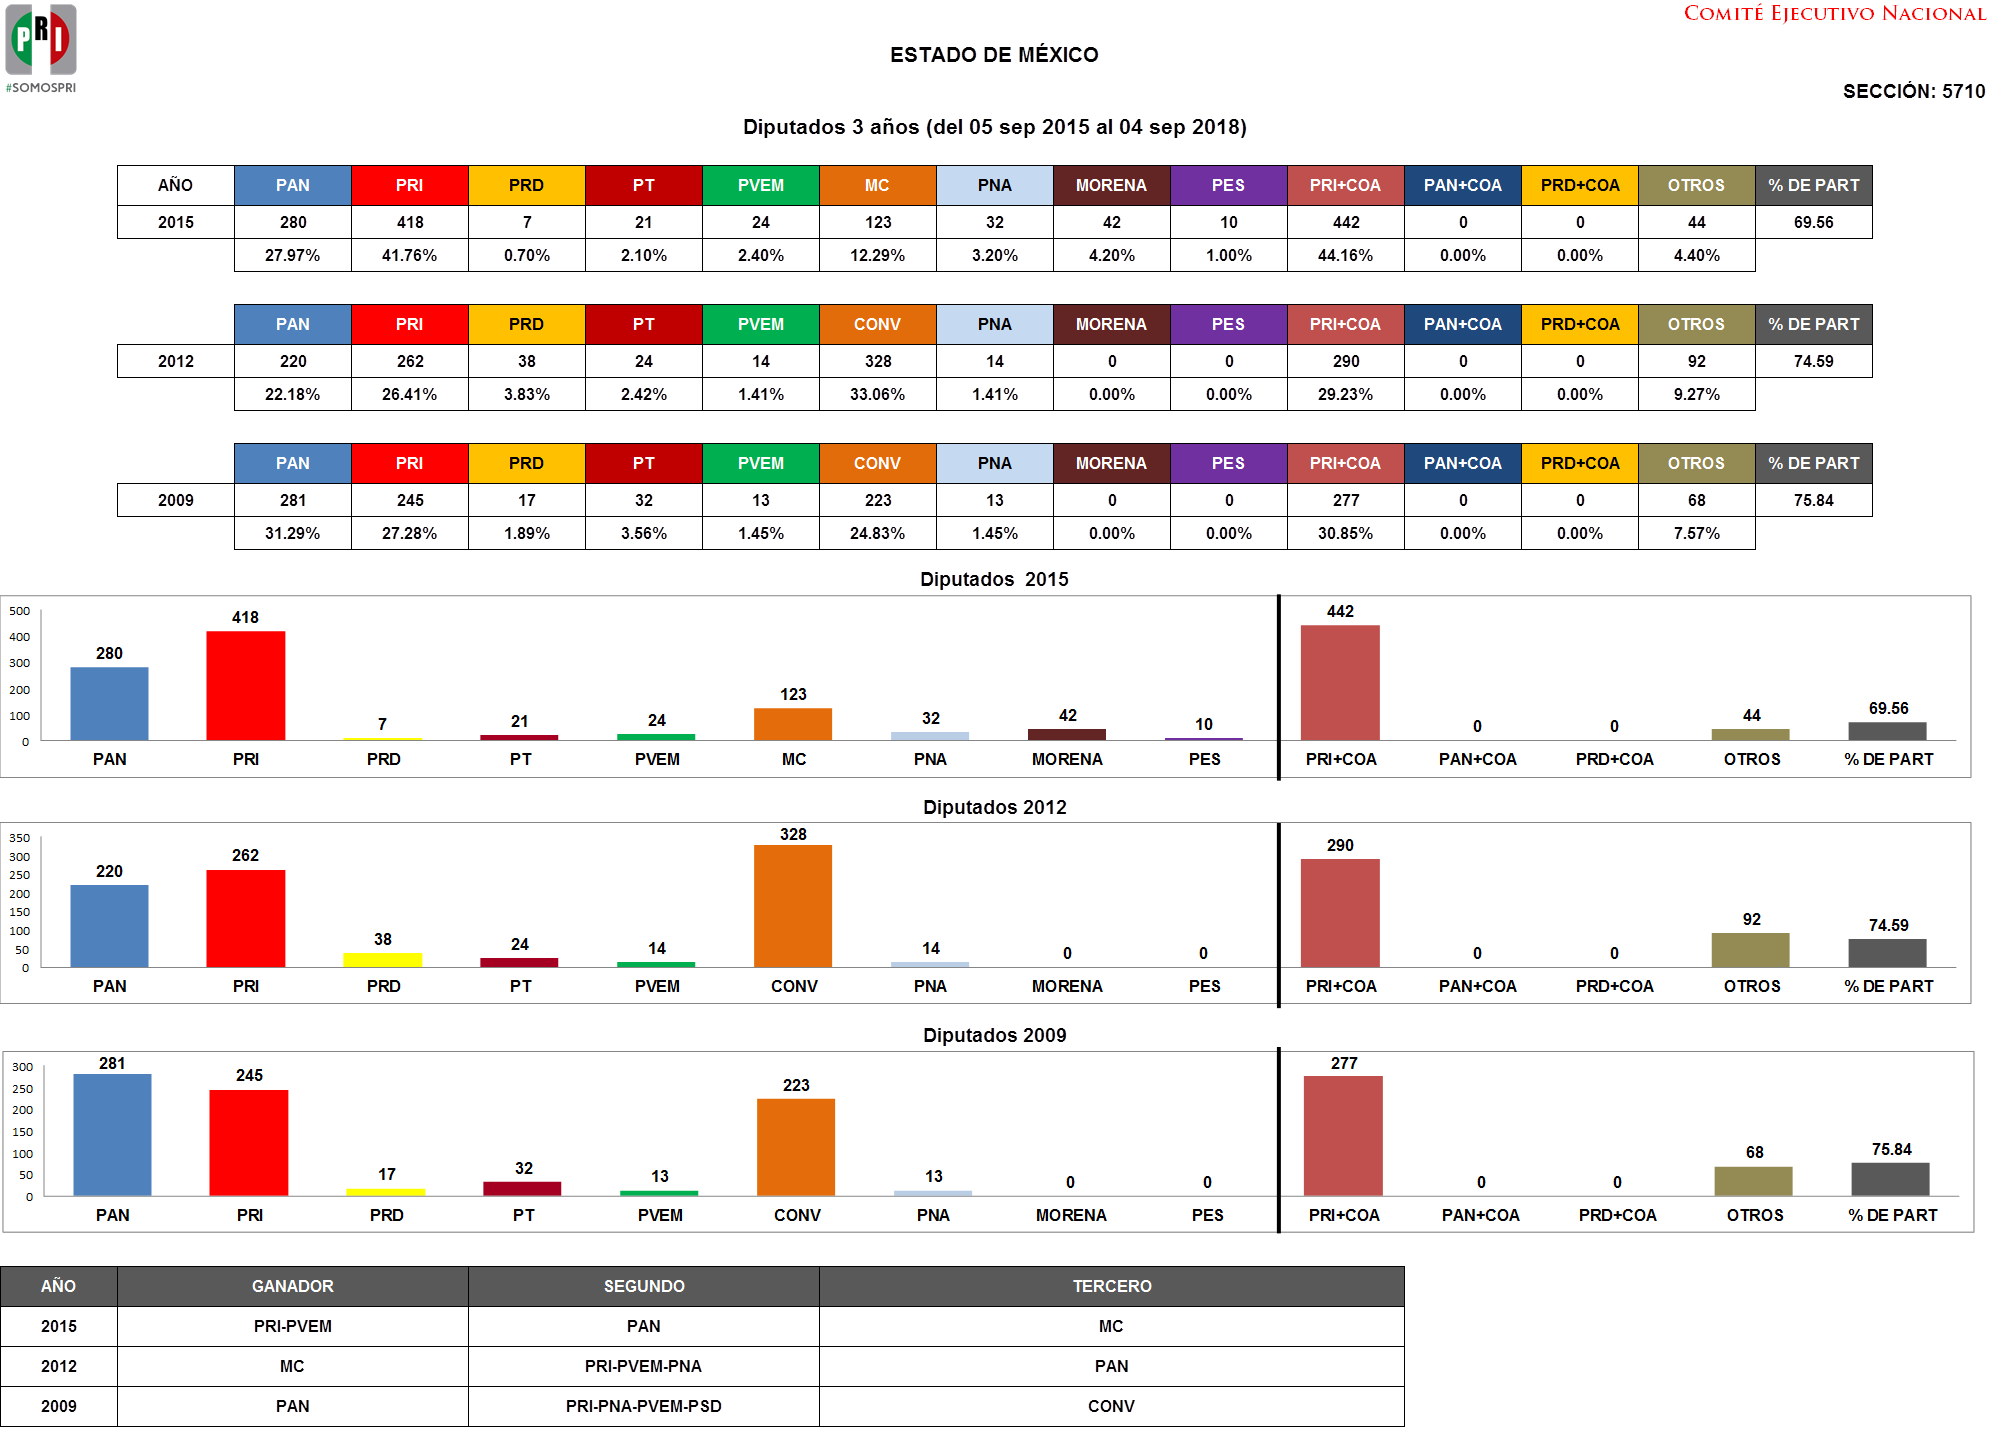 PRI
#SOMOSPRI
COMITÉ EJECUTIVO NACIONAL
ESTADO DE MÉXICO
SECCIÓN: 5710
Diputados 3 años (del 05 sep 2015 al 04 sep 2018)
AÑO PAN PRI PRD PT PVEM MC PNA MORENA PES PRI+COA PAN+COA PRD+COA OTROS % DE PART
2015 280 418 7 21 24 123 32 42 10 442 0 0 44 69.56
27.97% 41.76% 0.70% 2.10% 2.40% 12.29% 3.20% 4.20% 1.00% 44.16% 0.00% 0.00% 4.40%
PAN PRI PRD PT PVEM CONV PNA MORENA PES PRI+COA PAN+COA PRD+COA OTROS % DE PART
2012 220 262 38 24 14 328 14 0 0 290 0 0 92 74.59
22.18% 26.41% 3.83% 2.42% 1.41% 33.06% 1.41% 0.00% 0.00% 29.23% 0.00% 0.00% 9.27%
PAN PRI PRD PT PVEM CONV PNA MORENA PES PRI+COA PAN+COA PRD+COA OTROS % DE PART
2009 281 245 17 32 13 223 13 0 0 277 0 0 68 75.84
31.29% 27.28% 1.89% 3.56% 1.45% 24.83% 1.45% 0.00% 0.00% 30.85% 0.00% 0.00% 7.57%
Diputados 2015
500
400
300
200
100
0
280 418 7 21 24 123 32 42 10 442 0 0 44 69.56
PAN PRI PRD PT PVEM MC PNA MORENA PES PRI+COA PAN+COA PRD+COA OTROS % DE PART
Diputados 2012
350
300
250
200
150
100
50
0
220 262 38 24 14 328 14 0 0 290 0 0 92 74.59
PAN PRI PRD PT PVEM CONV PNA MORENA PES PRI+COA PAN+COA PRD+COA OTROS % DE PART
Diputados 2009
300
250
200
150
100
50
0
281 245 17 32 13 223 13 0 0 277 0 0 68 75.84
PAN PRI PRD PT PVEM CONV PNA MORENA PES PRI+COA PAN+COA PRD+COA OTROS % DE PART
AÑO GANADOR SEGUNDO TERCERO
2015 PRI-PVEM PAN MC
2012 MC PRI-PVEM-PNA PAN
2009 PAN PRI-PNA-PVEM-PSD CONV